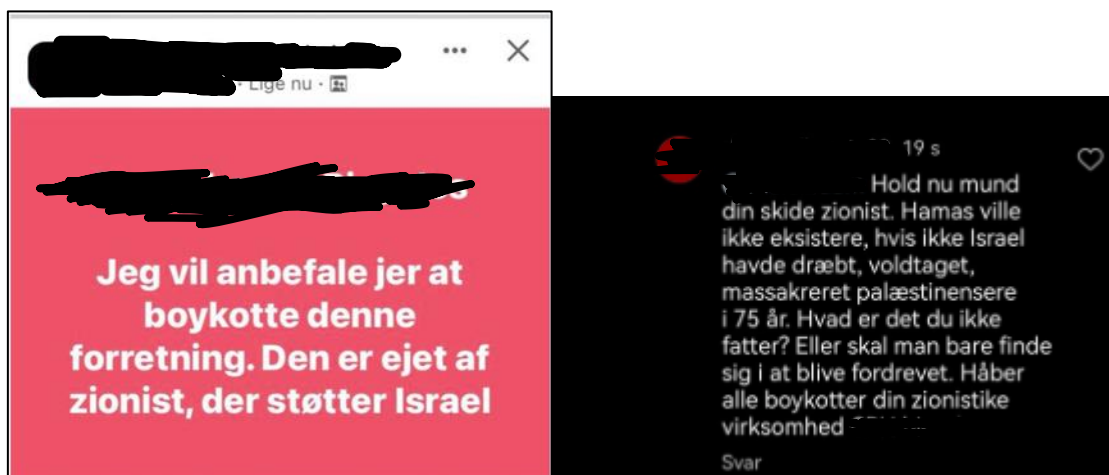 Lige nu
Jeg vil anbefale jer at
boykotte denne
forretning. Den er ejet af
zionist, der støtter Israel
19 s
Hold nu mund
din skide zionist. Hamas ville
ikke eksistere, hvis ikke Israel
havde dræbt, voldtaget,
massakreret palæstinensere
i 75 år. Hvad er det du ikke
fatter? Eller skal man bare finde
sig i at blive fordrevet. Håber
alle boykotter din zionistike
virksomhed
Svar